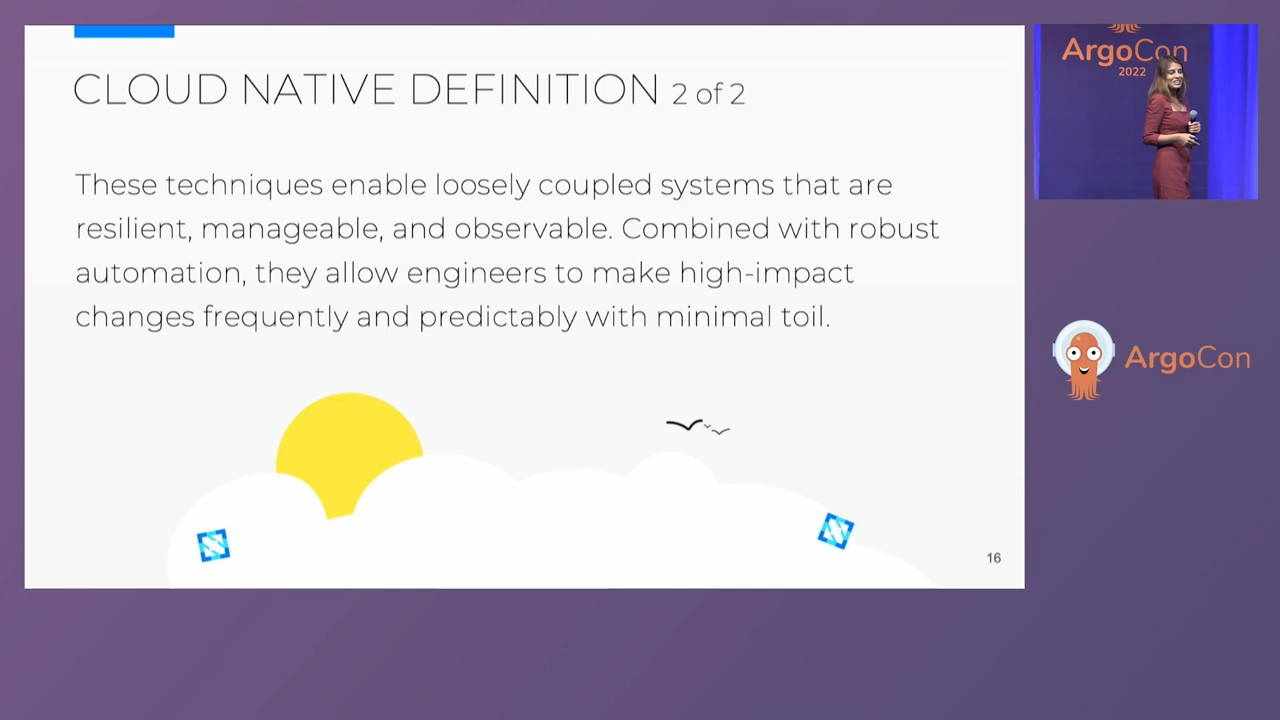 CLOUD NATIVE DEFINITION 2 of 2
These techniques enable loosely coupled systems that are
resilient, manageable, and observable. Combined with robust
automation, they allow engineers to make high-impact
changes frequently and predictably with minimal toil.
16
ArgoCon
2022
ArgoCon